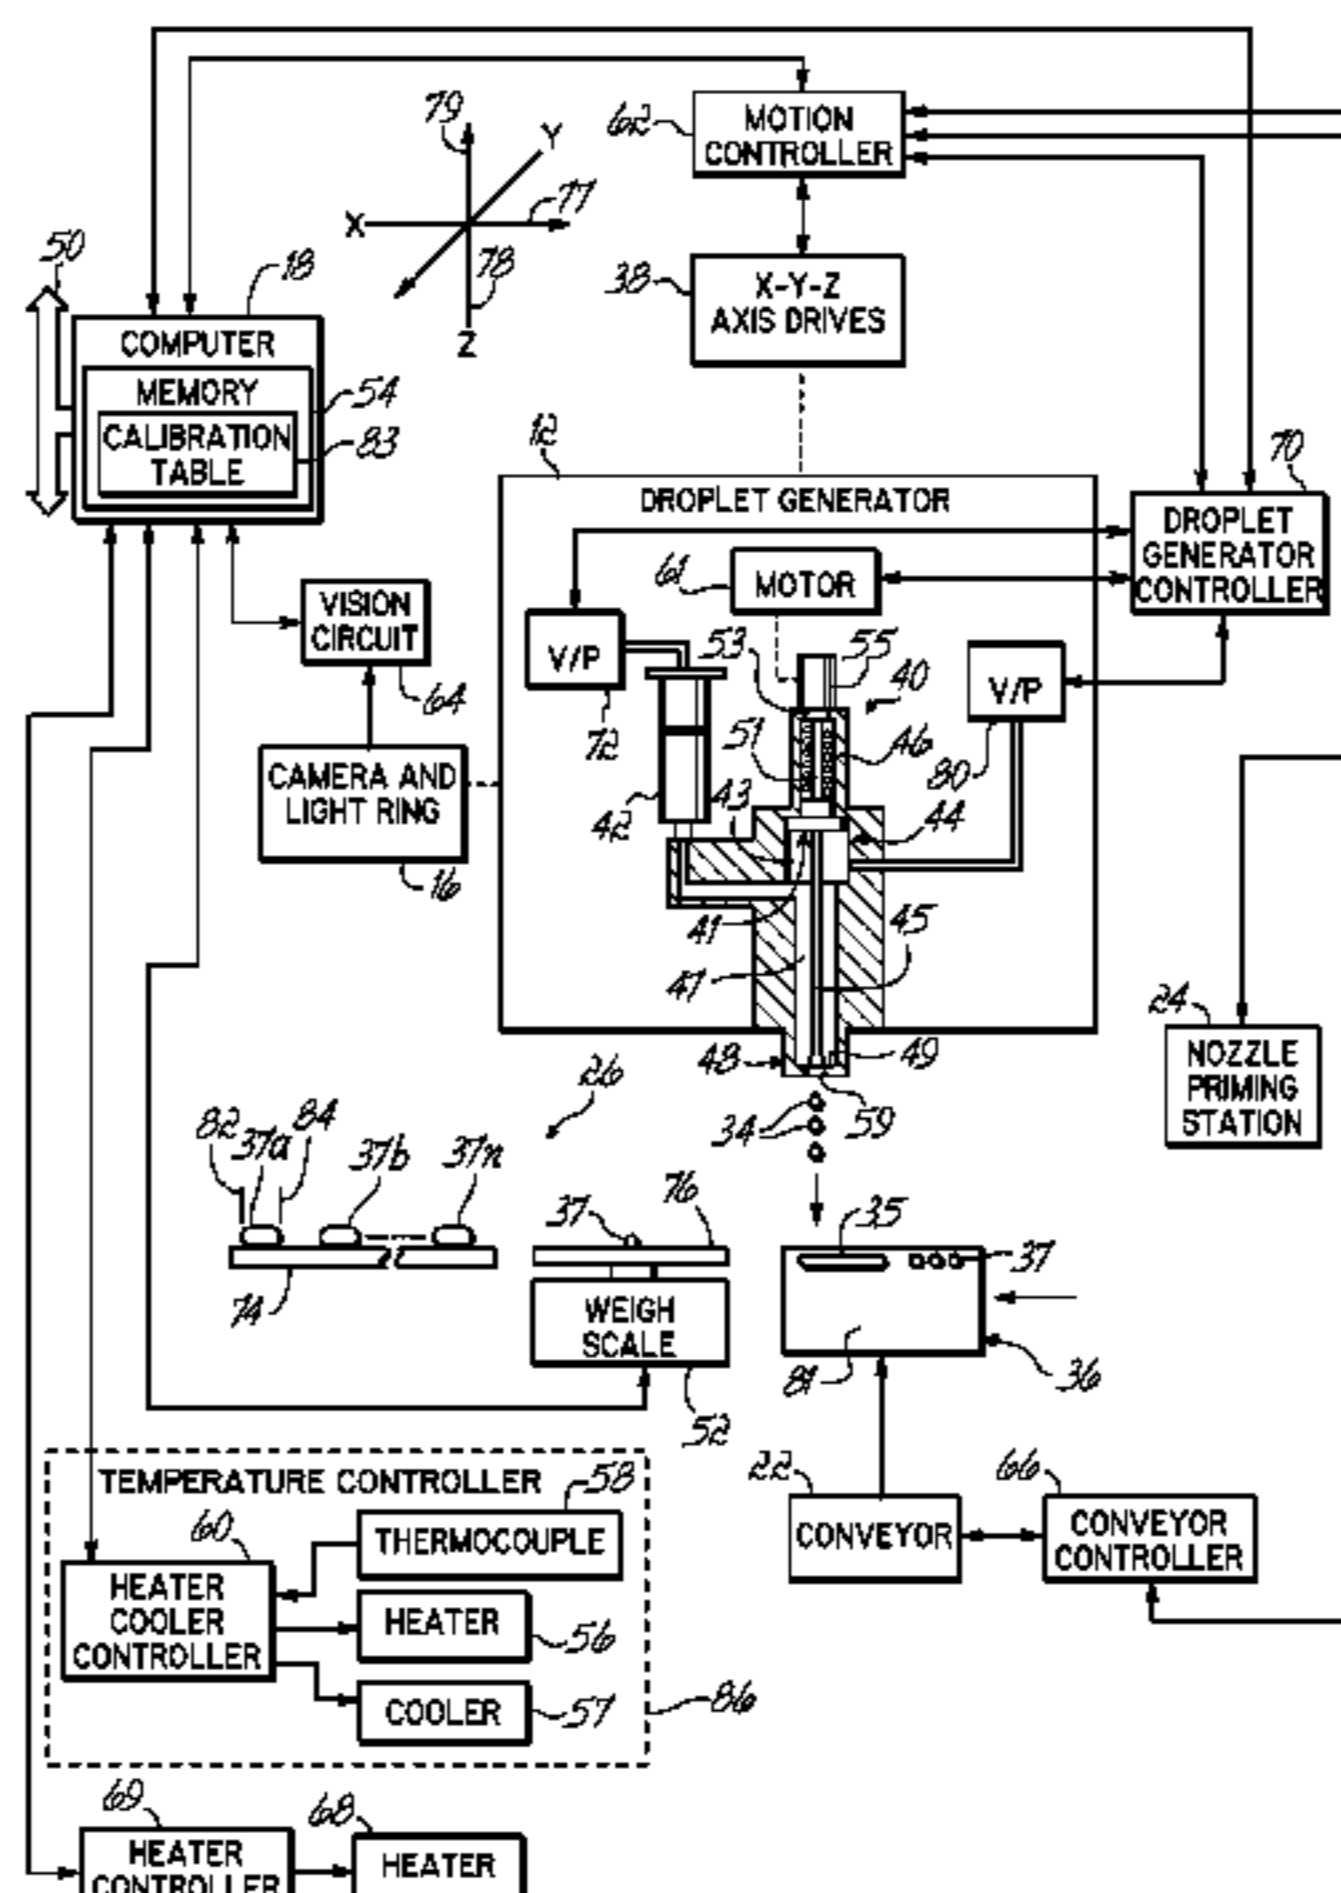 79
Y
X
77
78
Z
62
MOTION
CONTROLLER
50
18
COMPUTER
MEMORY
54
CALIBRATION
TABLE
83
38
X-Y-Z
AXIS DRIVES
12
DROPLET GENERATOR
70
DROPLET
GENERATOR
CONTROLLER
61
MOTOR
VISION
CIRCUIT
64
V/P
72
53
55
40
V/P
80
51
46
CAMERA AND
LIGHT RING
16
42
43
44
41
45
47
24
NOZZLE
PRIMING
STATION
48
49
59
34
26
82
37a
84
37b
37n
74
37
76
WEIGH
SCALE
52
35
37
81
36
22
CONVEYOR
66
CONVEYOR
CONTROLLER
TEMPERATURE CONTROLLER
58
THERMOCOUPLE
60
HEATER
COOLER
CONTROLLER
HEATER
56
COOLER
57
86
69
HEATER
CONTROLLER
68
HEATER